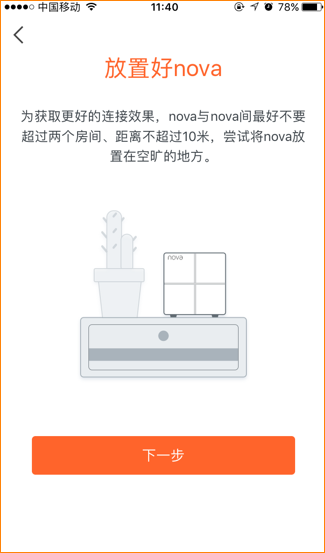 中国移动 11:40 78%
放置好nova
为获取更好的连接效果，nova与nova间最好不要
超过两个房间、距离不超过10米，尝试将nova放
置在空旷的地方。
nova
下一步